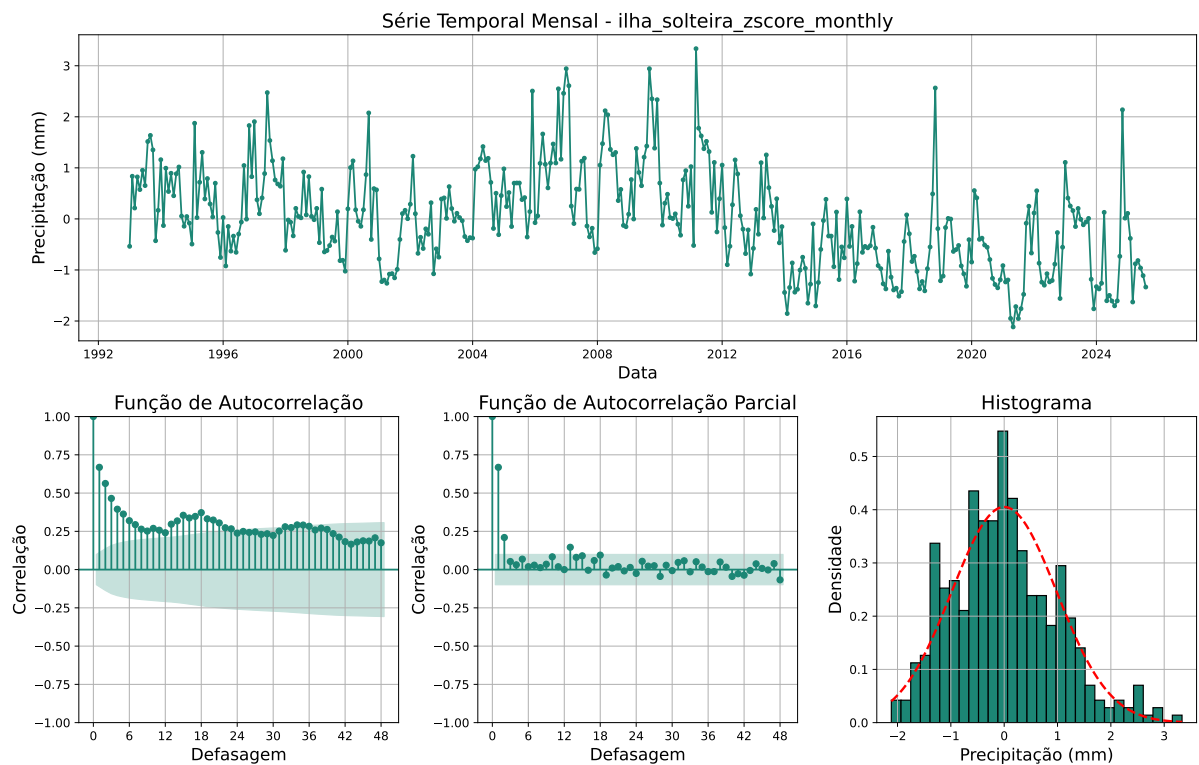 Série Temporal Mensal - ilha_solteira_zscore_monthly
Precipitação (mm)
3
2
1
0
−1
−2
1992 1996 2000 2004 2008 2012 2016 2020 2024
Data
Função de Autocorrelação
Correlação
1.00
0.75
0.50
0.25
0.00
−0.25
−0.50
−0.75
−1.00
0 6 12 18 24 30 36 42 48
Defasagem
Função de Autocorrelação Parcial
Correlação
1.00
0.75
0.50
0.25
0.00
−0.25
−0.50
−0.75
−1.00
0 6 12 18 24 30 36 42 48
Defasagem
Histograma
Densidade
0.5
0.4
0.3
0.2
0.1
0.0
−2 −1 0 1 2 3
Precipitação (mm)